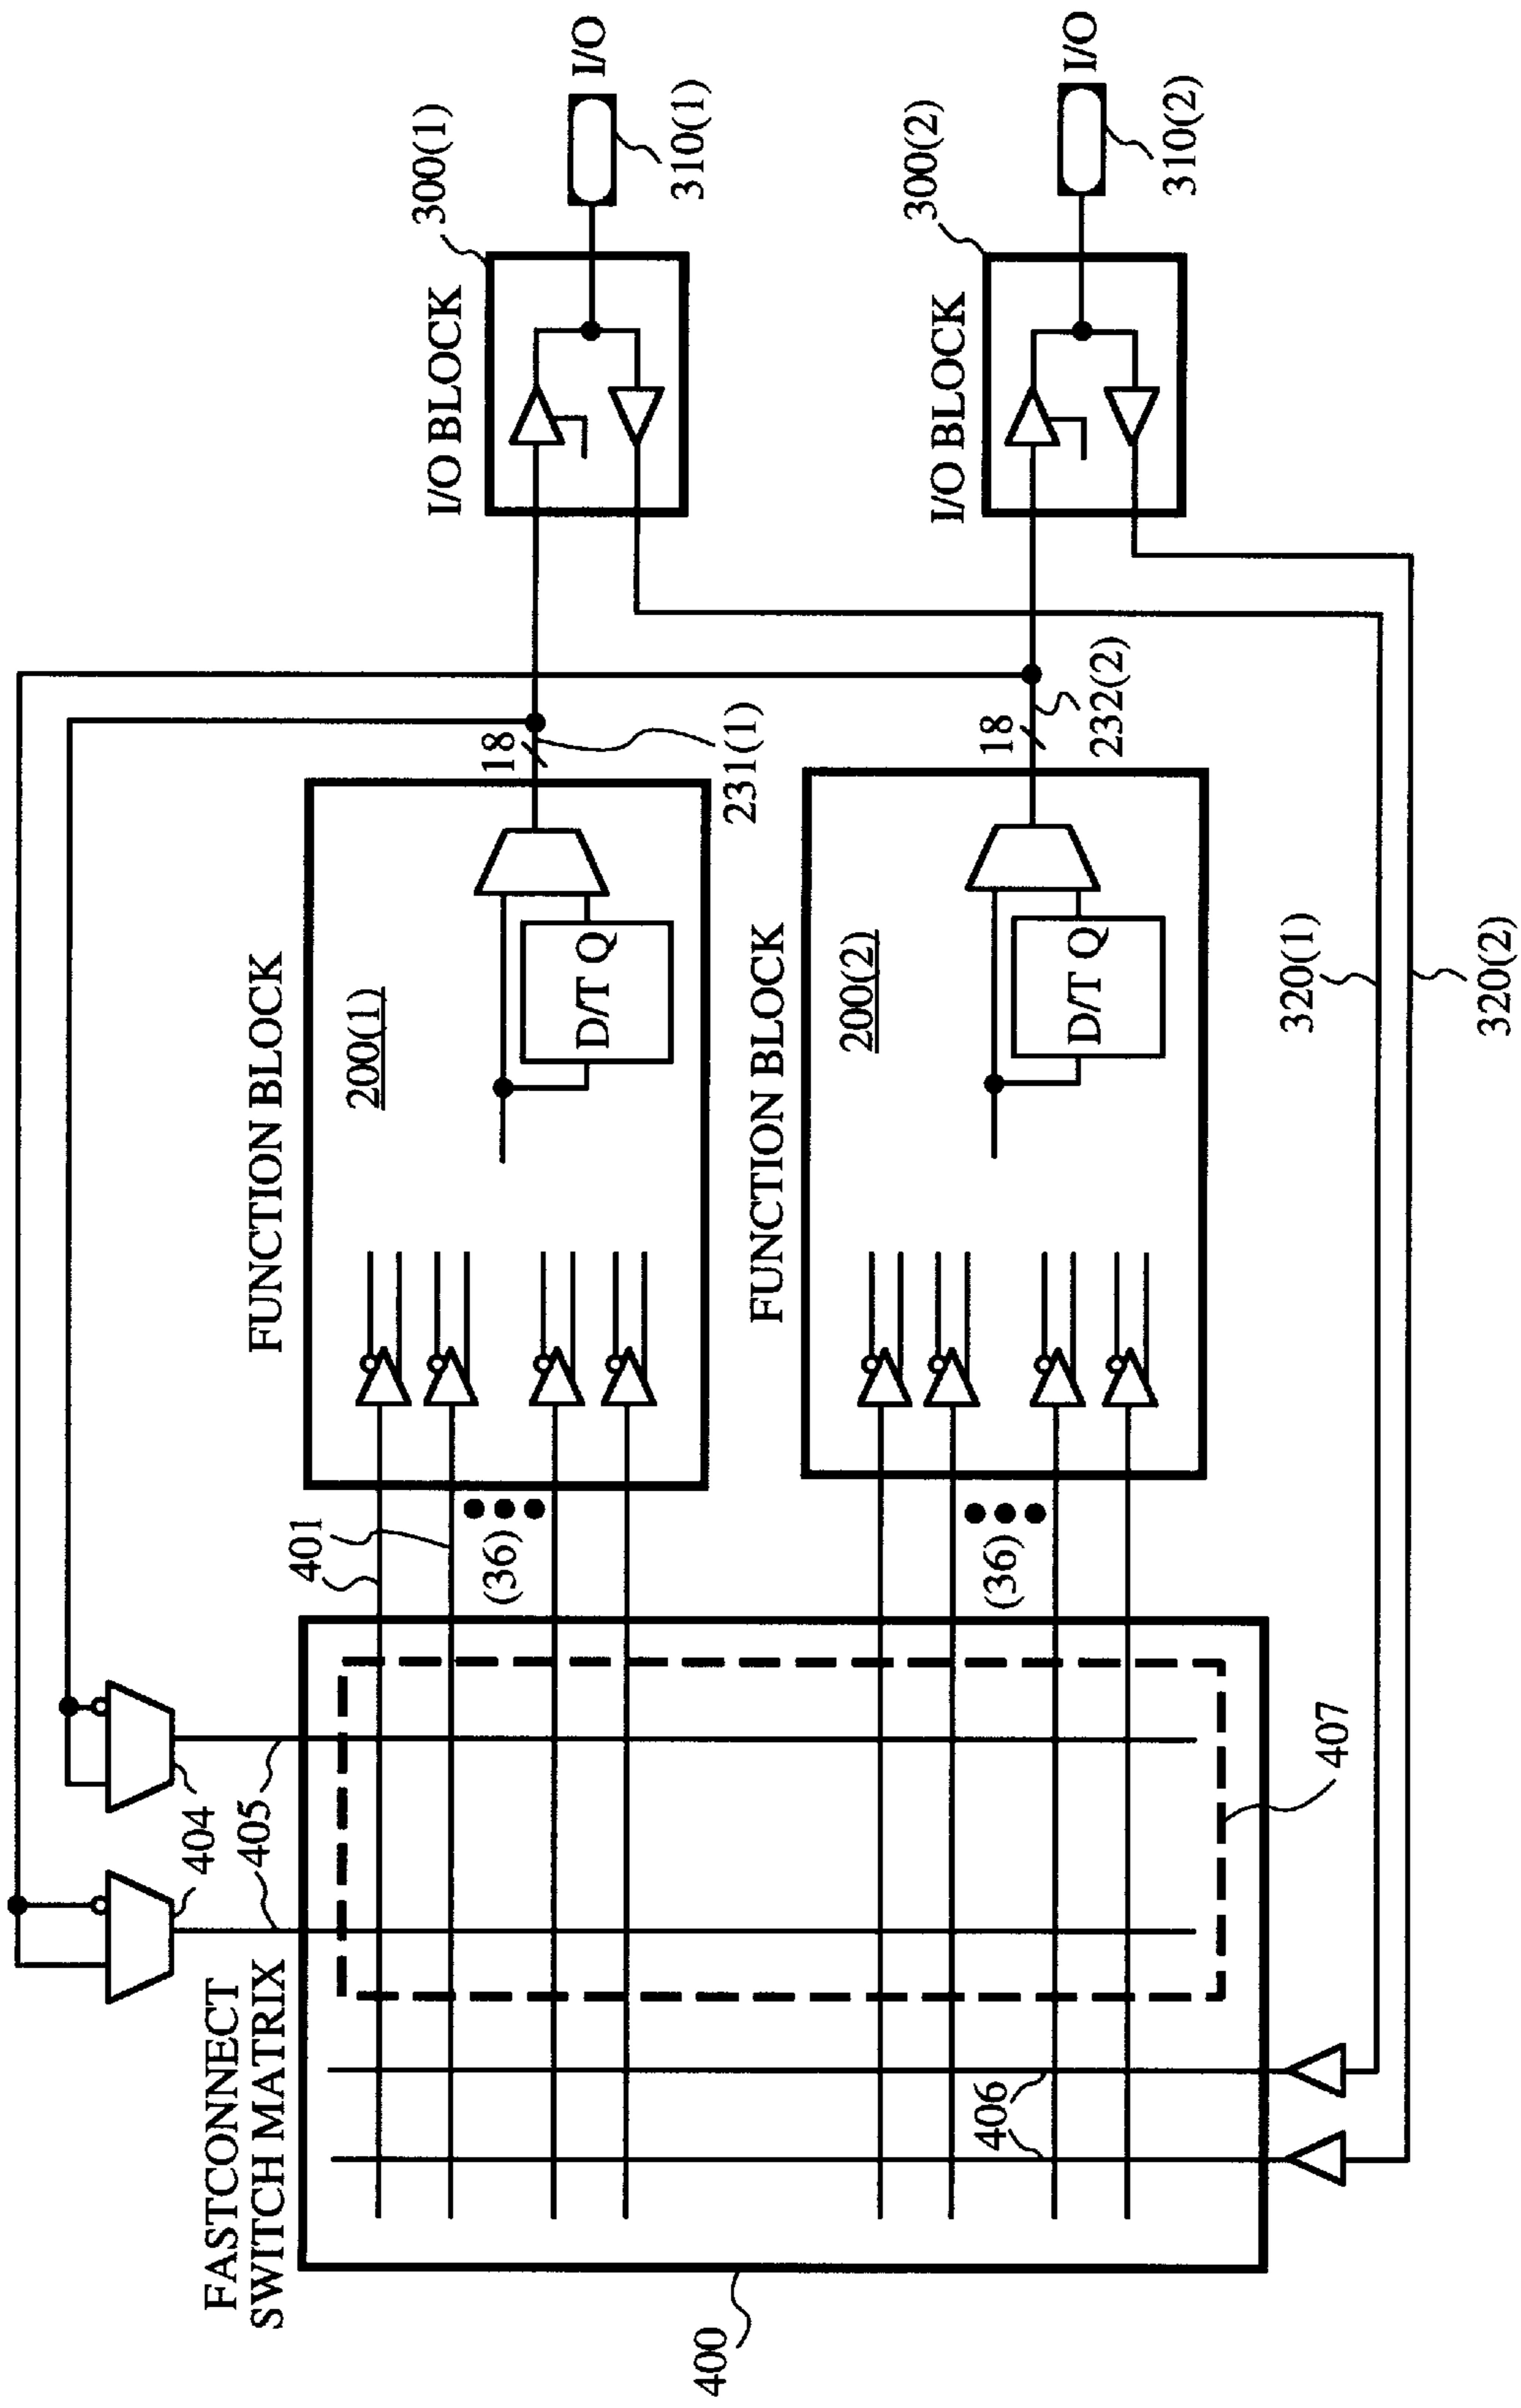 FASTCONNECT
SWITCH MATRIX
400
404
405
406
407
401
(36)
(36)
FUNCTION BLOCK
200(1)
D/T Q
18
231(1)
FUNCTION BLOCK
200(2)
D/T Q
18
232(2)
I/O BLOCK
300(1)
I/O
310(1)
I/O BLOCK
300(2)
I/O
310(2)
320(1)
320(2)